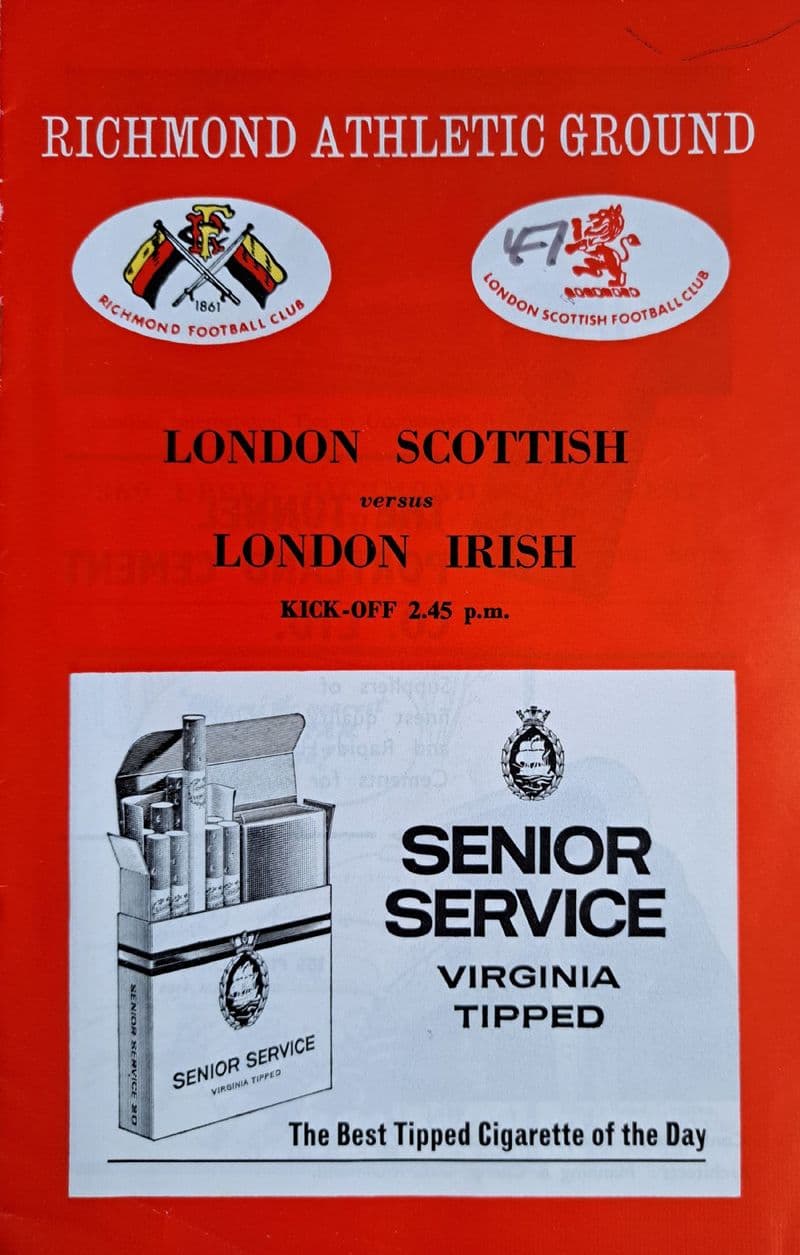 RICHMOND ATHLETIC GROUND
1861
RICHMOND FOOTBALL CLUB
47
LONDON SCOTTISH FOOTBALL CLUB
LONDON SCOTTISH
versus
LONDON IRISH
KICK-OFF 2.45 p.m.
SENIOR
SERVICE
VIRGINIA
TIPPED
SENIOR SERVICE 20
SENIOR SERVICE
VIRGINIA TIPPED
The Best Tipped Cigarette of the Day